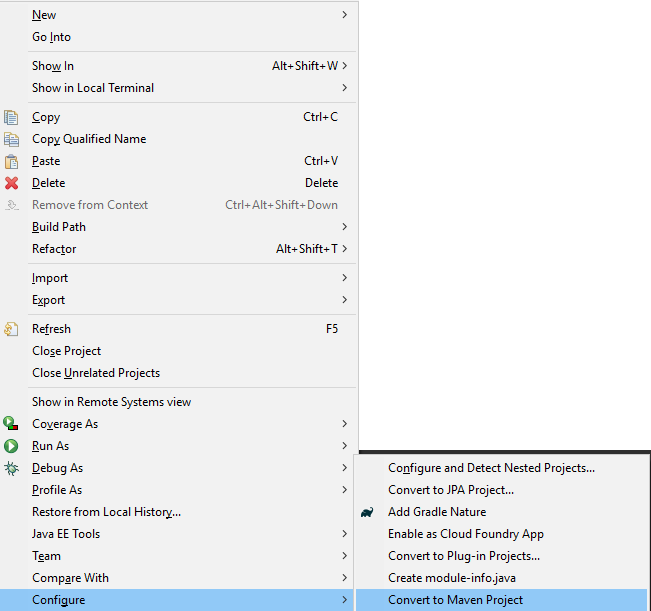 New
Go Into
Show In Alt+Shift+W
Show in Local Terminal
Copy Ctrl+C
Copy Qualified Name
Paste Ctrl+V
Delete Delete
Remove from Context Ctrl+Alt+Shift+Down
Build Path
Refactor Alt+Shift+T
Import
Export
Refresh F5
Close Project
Close Unrelated Projects
Show in Remote Systems view
Coverage As
Run As
Debug As
Profile As
Restore from Local History...
Java EE Tools
Team
Compare With
Configure
Configure and Detect Nested Projects...
Convert to JPA Project...
Add Gradle Nature
Enable as Cloud Foundry App
Convert to Plug-in Projects...
Create module-info.java
Convert to Maven Project